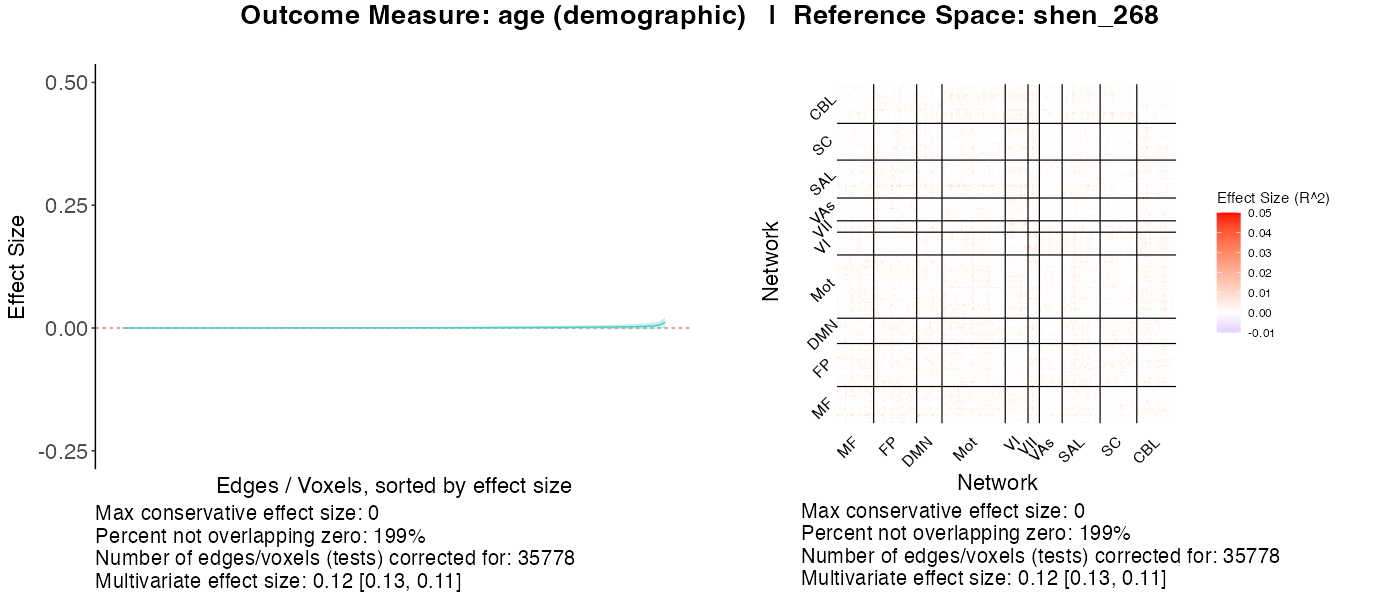 Outcome Measure: age (demographic) | Reference Space: shen_268
0.50
0.25
0.00
-0.25
Effect Size
Edges / Voxels, sorted by effect size
Max conservative effect size: 0
Percent not overlapping zero: 199%
Number of edges/voxels (tests) corrected for: 35778
Multivariate effect size: 0.12 [0.13, 0.11]
Network
CBL
SC
SAL
VAs
VII
VI
Mot
DMN
FP
MF
MF
FP
DMN
Mot
VI
VII
VAs
SAL
SC
CBL
Network
Effect Size (R^2)
0.05
0.04
0.03
0.02
0.01
0.00
-0.01
Max conservative effect size: 0
Percent not overlapping zero: 199%
Number of edges/voxels (tests) corrected for: 35778
Multivariate effect size: 0.12 [0.13, 0.11]